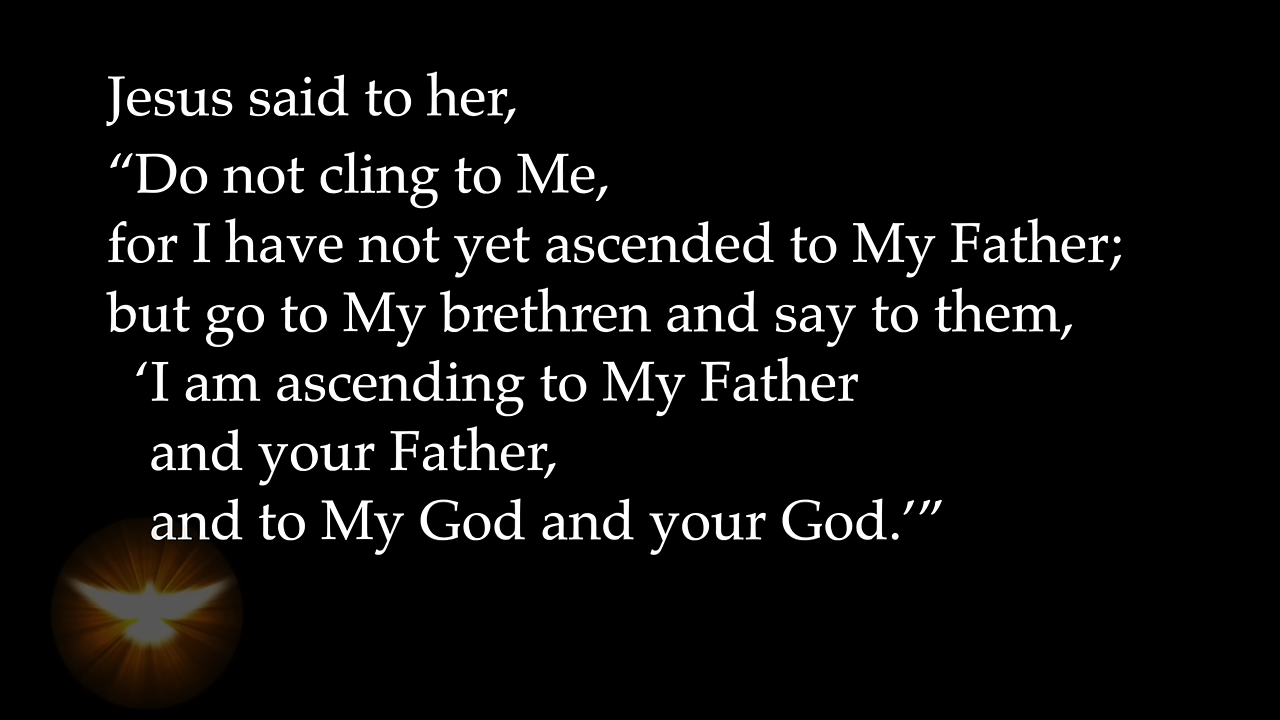 Jesus said to her,
“Do not cling to Me,
for I have not yet ascended to My Father;
but go to My brethren and say to them,
‘I am ascending to My Father
and your Father,
and to My God and your God.’”